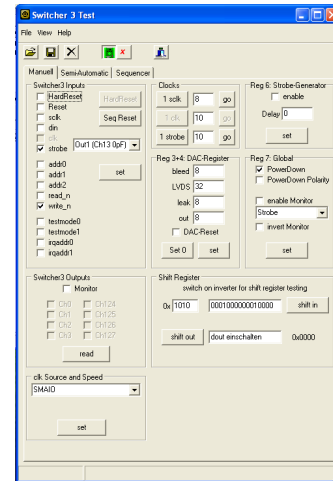 Switcher 3 Test
File View Help
Manuell Semi-Automatic Sequencer
Switcher3 Inputs
HardReset HardReset
Reset
sclk Seq Reset
din
clk
strobe Out1 (Ch13 0pF)
addr0
addr1 set
addr2
read_n
write_n
testmode0
testmode1
irqaddr0
irqaddr1
Clocks
1 sclk 8 go
1 clk 10 go
1 strobe 10 go
Reg 6: Strobe-Generator
enable
Delay 0
set
Reg 3+4: DAC-Register
bleed 8
LVDS 32
leak 8
out 8
DAC-Reset
Set 0 set
Reg 7: Global
PowerDown
PowerDown Polarity
enable Monitor
Strobe
invert Monitor
set
Switcher3 Outputs
Monitor
Ch0 Ch124
Ch1 Ch125
Ch2 Ch126
Ch3 Ch127
read
Shift Register
switch on inverter for shift register testing
0x 1010 0001000000010000 shift in
shift out dout einschalten 0x0000
clk Source and Speed
SMAIO
set